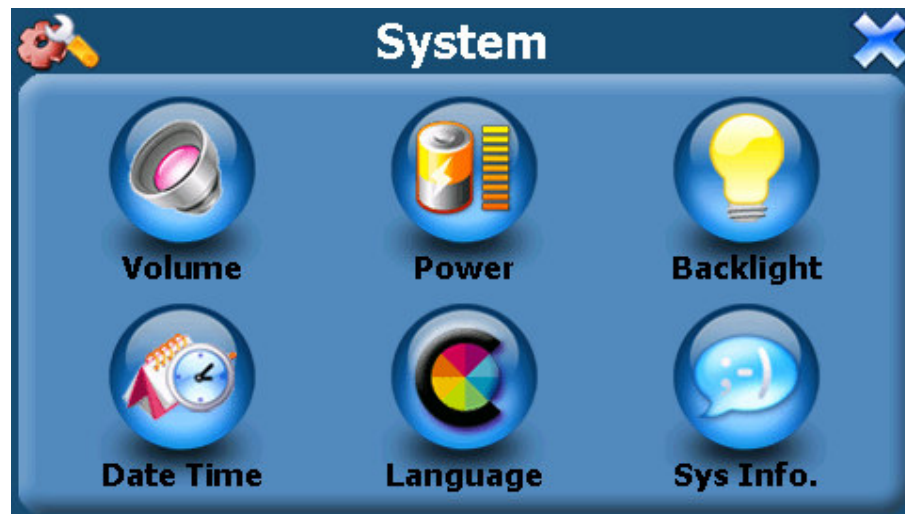 System
Volume
Power
Backlight
Date Time
Language
Sys Info.
;-)